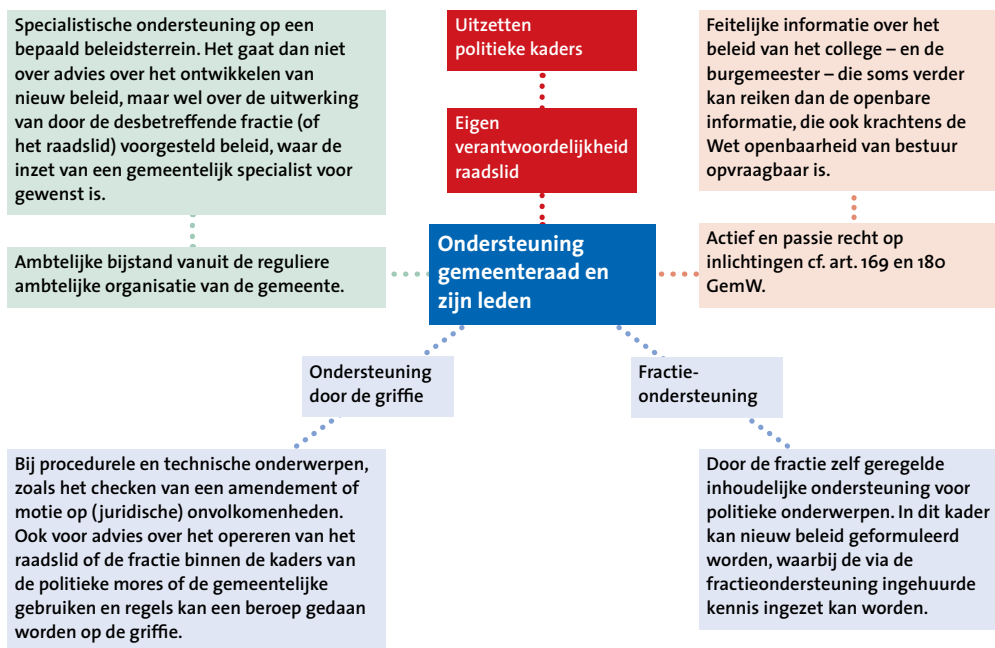 Specialistische ondersteuning op een
bepaald beleidsterrein. Het gaat dan niet
over advies over het ontwikkelen van
nieuw beleid, maar wel over de uitwerking
van door de desbetreffende fractie (of
het raadslid) voorgesteld beleid, waar de
inzet van een gemeentelijk specialist voor
gewenst is.
Uitzetten
politieke kaders
Feitelijke informatie over het
beleid van het college – en de
burgemeester – die soms verder
kan reiken dan de openbare
informatie, die ook krachtens de
Wet openbaarheid van bestuur
opvraagbaar is.
Eigen
verantwoordelijkheid
raadslid
Ambtelijke bijstand vanuit de reguliere
ambtelijke organisatie van de gemeente.
Ondersteuning
gemeenteraad en
zijn leden
Actief en passie recht op
inlichtingen cf. art. 169 en 180
GemW.
Ondersteuning
door de griffie
Fractie-
ondersteuning
Bij procedurele en technische onderwerpen,
zoals het checken van een amendement of
motie op (juridische) onvolkomenheden.
Ook voor advies over het opereren van het
raadslid of de fractie binnen de kaders van
de politieke mores of de gemeentelijke
gebruiken en regels kan een beroep gedaan
worden op de griffie.
Door de fractie zelf geregelde
inhoudelijke ondersteuning voor
politieke onderwerpen. In dit kader
kan nieuw beleid geformuleerd
worden, waarbij de via de
fractieondersteuning ingehuurde
kennis ingezet kan worden.